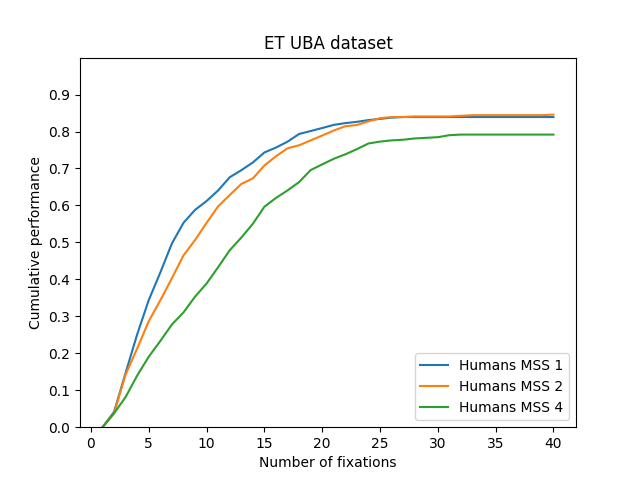 ET UBA dataset
Cumulative performance
0.9
0.8
0.7
0.6
0.5
0.4
0.3
0.2
0.1
0.0
Humans MSS 1
Humans MSS 2
Humans MSS 4
0 5 10 15 20 25 30 35 40
Number of fixations